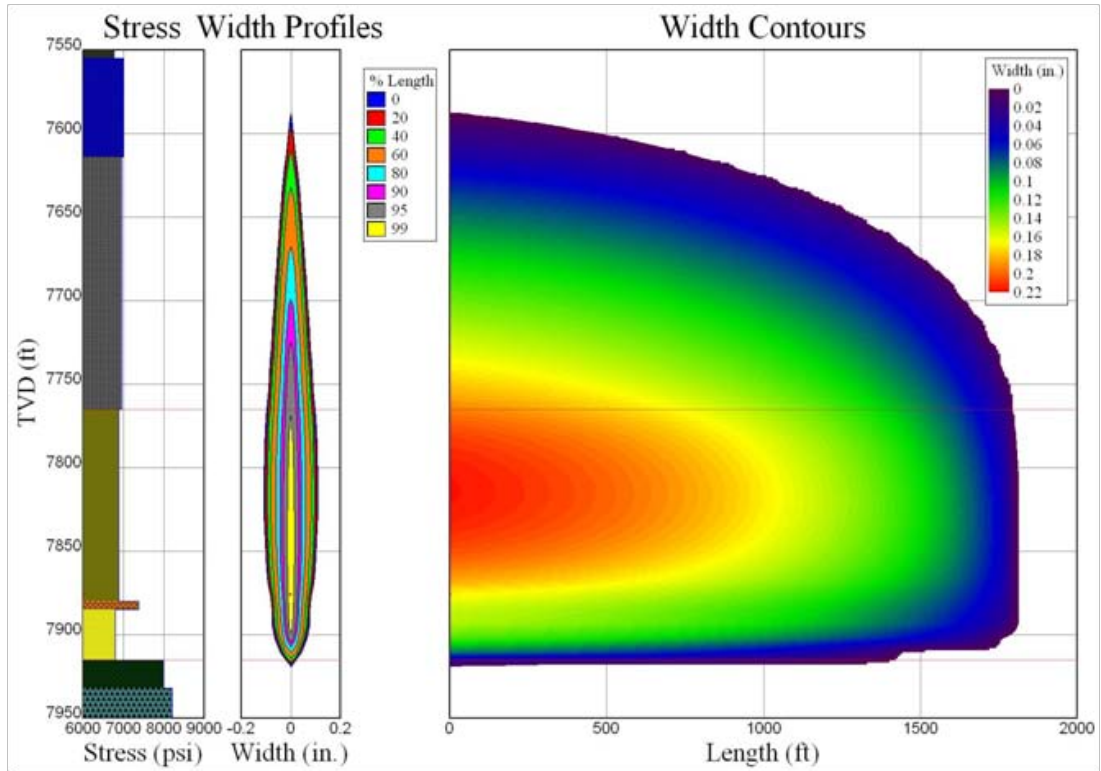 Stress Width Profiles
Width Contours
7550
7600
7650
7700
7750
7800
7850
7900
7950
TVD (ft)
% Length
0
20
40
60
80
90
95
99
Width (in.)
0
0.02
0.04
0.06
0.08
0.1
0.12
0.14
0.16
0.18
0.2
0.22
6000 7000 8000 9000
-0.2 0 0.2
0 500 1000 1500 2000
Stress (psi)
Width (in.)
Length (ft)